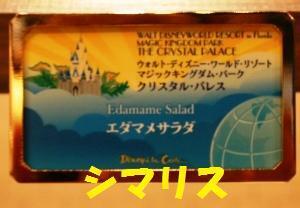 WALT DISNEY WORLD RESORT in Florida
MAGIC KINGDOM PARK
THE CRYSTAL PALACE
ウォルト・ディズニー・ワールド・リゾート
マジックキングダム・パーク
クリスタル・パレス
Edamame Salad
エダマメサラダ
シマリス